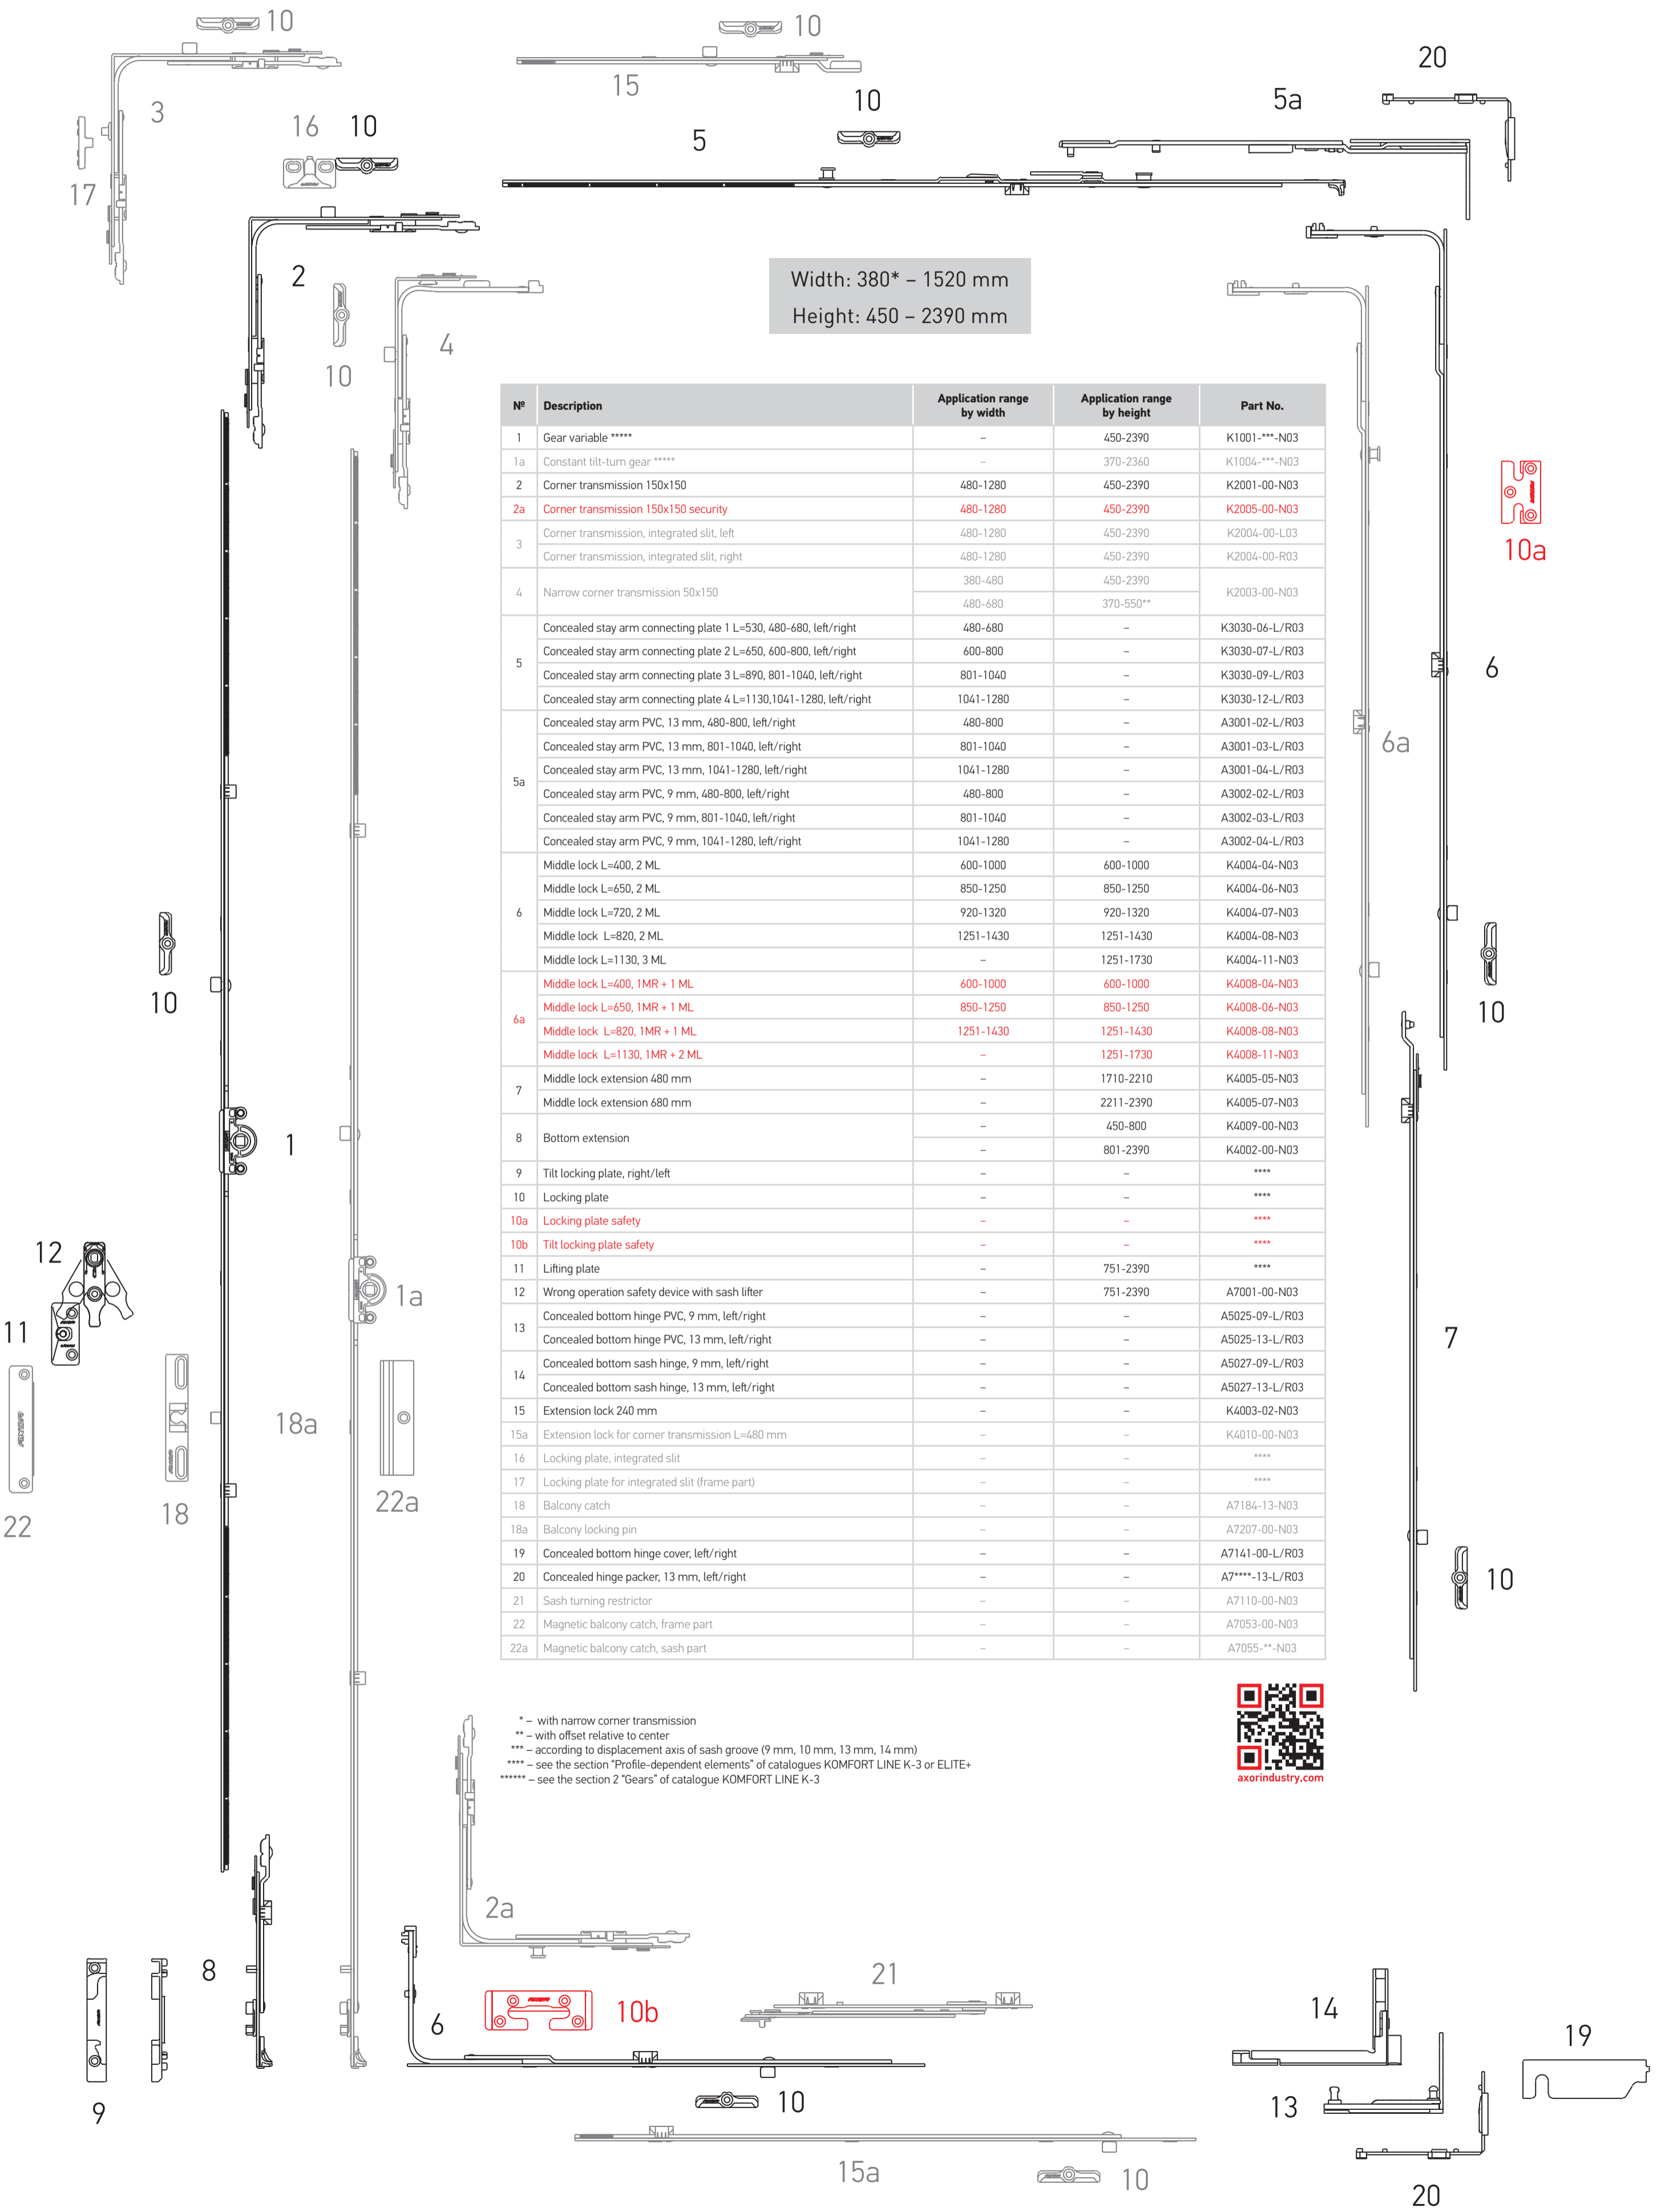 10
10
20
3
15
10
5a
16
10
5
17
2
Width: 380* – 1520 mm
Height: 450 – 2390 mm
4
10
Nº Description Application range by width Application range by height Part No.
1 Gear variable ***** – 450-2390 K1001-***-N03
1a Constant tilt-turn gear ***** – 370-2360 K1004-***-N03
2 Corner transmission 150x150 480-1280 450-2390 K2001-00-N03
2a Corner transmission 150x150 security 480-1280 450-2390 K2005-00-N03
3 Corner transmission, integrated slit, left 480-1280 450-2390 K2004-00-L03
Corner transmission, integrated slit, right 480-1280 450-2390 K2004-00-R03
4 Narrow corner transmission 50x150 380-480 450-2390 K2003-00-N03
480-680 370-550**
5 Concealed stay arm connecting plate 1 L=530, 480-680, left/right 480-680 – K3030-06-L/R03
Concealed stay arm connecting plate 2 L=650, 600-800, left/right 600-800 – K3030-07-L/R03
Concealed stay arm connecting plate 3 L=890, 801-1040, left/right 801-1040 – K3030-09-L/R03
Concealed stay arm connecting plate 4 L=1130,1041-1280, left/right 1041-1280 – K3030-12-L/R03
5a Concealed stay arm PVC, 13 mm, 480-800, left/right 480-800 – A3001-02-L/R03
Concealed stay arm PVC, 13 mm, 801-1040, left/right 801-1040 – A3001-03-L/R03
Concealed stay arm PVC, 13 mm, 1041-1280, left/right 1041-1280 – A3001-04-L/R03
Concealed stay arm PVC, 9 mm, 480-800, left/right 480-800 – A3002-02-L/R03
Concealed stay arm PVC, 9 mm, 801-1040, left/right 801-1040 – A3002-03-L/R03
Concealed stay arm PVC, 9 mm, 1041-1280, left/right 1041-1280 – A3002-04-L/R03
6 Middle lock L=400, 2 ML 600-1000 600-1000 K4004-04-N03
Middle lock L=650, 2 ML 850-1250 850-1250 K4004-06-N03
Middle lock L=720, 2 ML 920-1320 920-1320 K4004-07-N03
Middle lock L=820, 2 ML 1251-1430 1251-1430 K4004-08-N03
Middle lock L=1130, 3 ML – 1251-1730 K4004-11-N03
6a Middle lock L=400, 1MR + 1 ML 600-1000 600-1000 K4008-04-N03
Middle lock L=650, 1MR + 1 ML 850-1250 850-1250 K4008-06-N03
Middle lock L=820, 1MR + 1 ML 1251-1430 1251-1430 K4008-08-N03
Middle lock L=1130, 1MR + 2 ML – 1251-1730 K4008-11-N03
7 Middle lock extension 480 mm – 1710-2210 K4005-05-N03
Middle lock extension 680 mm – 2211-2390 K4005-07-N03
8 Bottom extension – 450-800 K4009-00-N03
– 801-2390 K4002-00-N03
9 Tilt locking plate, right/left – – ****
10 Locking plate – – ****
10a Locking plate safety – – ****
10b Tilt locking plate safety – – ****
11 Lifting plate – 751-2390 ****
12 Wrong operation safety device with sash lifter – 751-2390 A7001-00-N03
13 Concealed bottom hinge PVC, 9 mm, left/right – – A5025-09-L/R03
Concealed bottom hinge PVC, 13 mm, left/right – – A5025-13-L/R03
14 Concealed bottom sash hinge, 9 mm, left/right – – A5027-09-L/R03
Concealed bottom sash hinge, 13 mm, left/right – – A5027-13-L/R03
15 Extension lock 240 mm – – K4003-02-N03
15a Extension lock for corner transmission L=480 mm – – K4010-00-N03
16 Locking plate, integrated slit – – ****
17 Locking plate for integrated slit (frame part) – – ****
18 Balcony catch – – A7184-13-N03
18a Balcony locking pin – – A7207-00-N03
19 Concealed bottom hinge cover, left/right – – A7141-00-L/R03
20 Concealed hinge packer, 13 mm, left/right – – A7****-13-L/R03
21 Sash turning restrictor – – A7110-00-N03
22 Magnetic balcony catch, frame part – – A7053-00-N03
22a Magnetic balcony catch, sash part – – A7055-**-N03
10a
6
6a
10
10
1
12
1a
11
7
18a
22a
18
22
10
* – with narrow corner transmission
** – with offset relative to center
*** – according to displacement axis of sash groove (9 mm, 10 mm, 13 mm, 14 mm)
**** – see the section “Profile-dependent elements” of catalogues KOMFORT LINE K-3 or ELITE+
****** – see the section 2 “Gears” of catalogue KOMFORT LINE K-3
axorindustry.com
2a
8
21
10b
6
14
19
10
13
9
15a
10
20